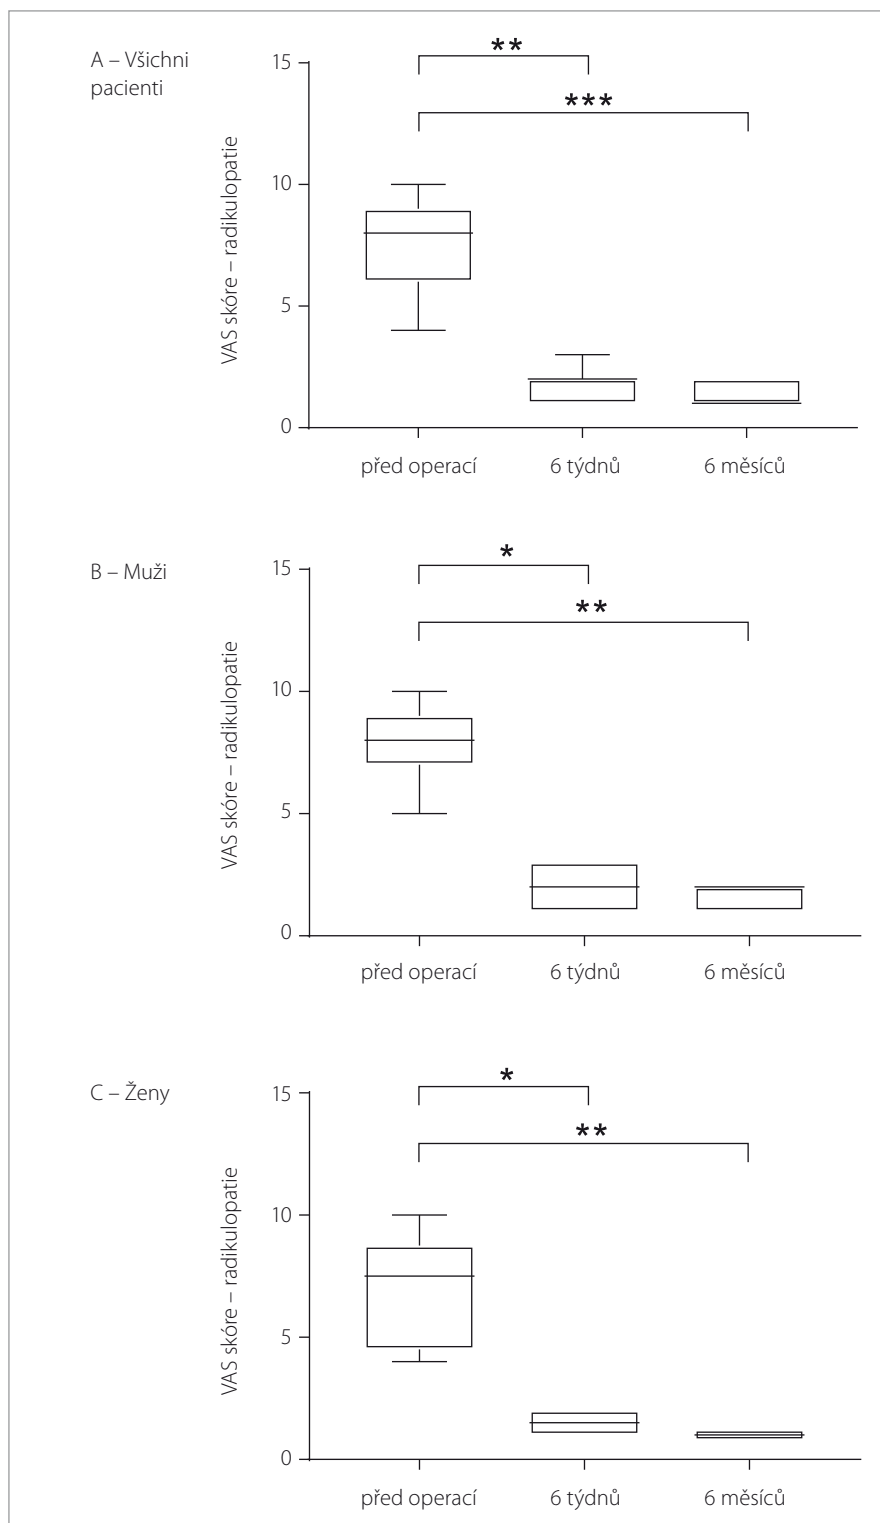 A – Všichni
pacienti
VAS skóre – radikulopatie
15
10
5
0
**
***
před operací
6 týdnů
6 měsíců
B – Muži
VAS skóre – radikulopatie
15
10
5
0
*
**
před operací
6 týdnů
6 měsíců
C – Ženy
VAS skóre – radikulopatie
15
10
5
0
*
**
před operací
6 týdnů
6 měsíců